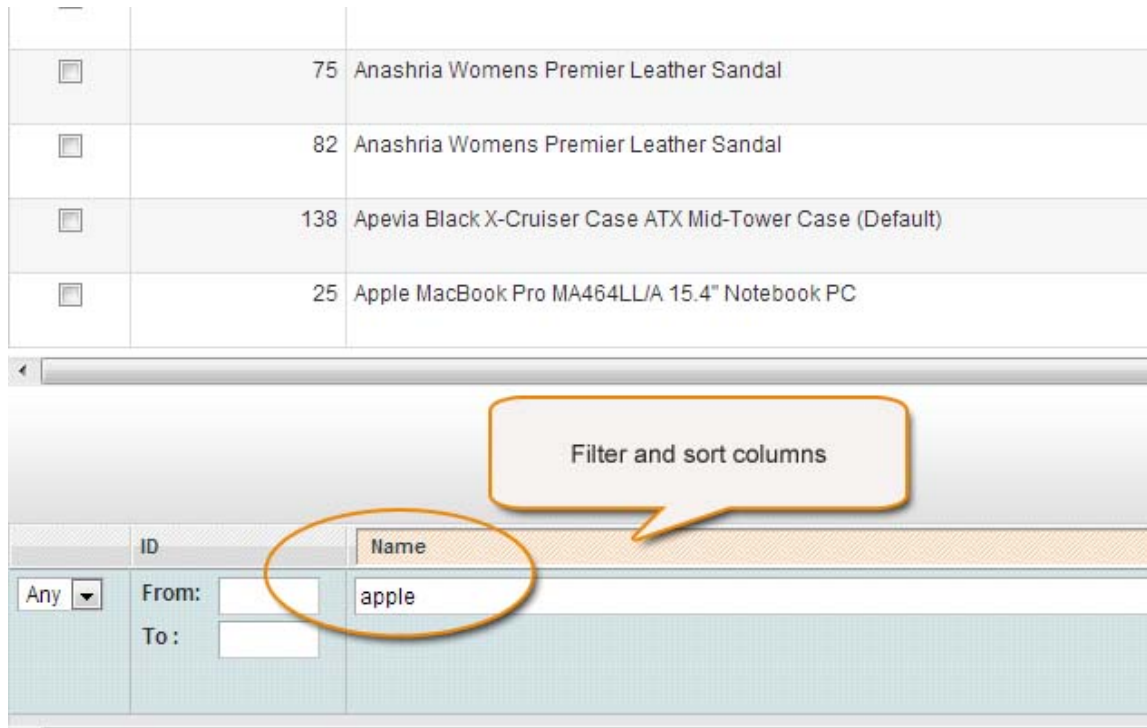 75 Anashria Womens Premier Leather Sandal
82 Anashria Womens Premier Leather Sandal
138 Apevia Black X-Cruiser Case ATX Mid-Tower Case (Default)
25 Apple MacBook Pro MA464LL/A 15.4" Notebook PC
Filter and sort columns
ID Name
Any From: apple
To :